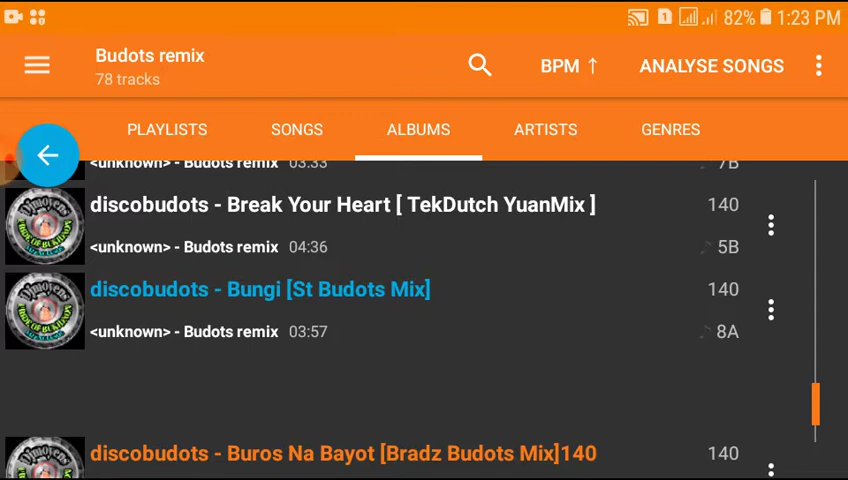 1 82% 1:23 PM
Budots remix
78 tracks
BPM ↑
ANALYSE SONGS
PLAYLISTS SONGS ALBUMS ARTISTS GENRES
<unknown> - Budots remix 03:33 7B
discobudots - Break Your Heart [ TekDutch YuanMix ] 140
<unknown> - Budots remix 04:36 5B
discobudots - Bungi [St Budots Mix] 140
<unknown> - Budots remix 03:57 8A
discobudots - Buros Na Bayot [Bradz Budots Mix]140 140